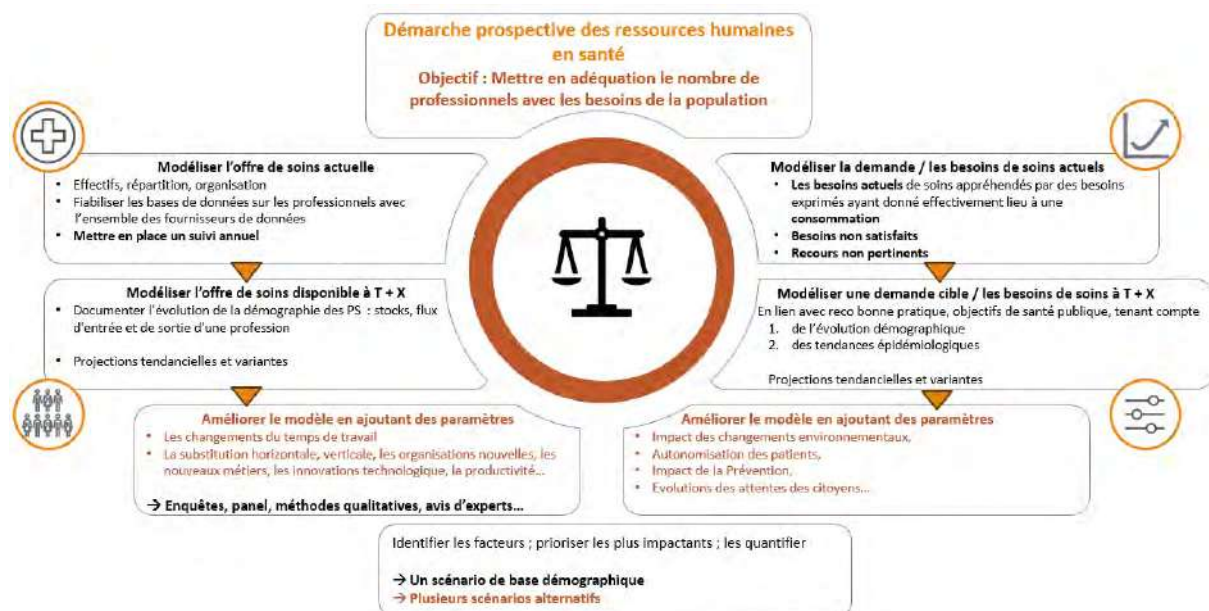 Démarche prospective des ressources humaines
en santé
Objectif : Mettre en adéquation le nombre de
professionnels avec les besoins de la population
Modéliser l'offre de soins actuelle
• Effectifs, répartition, organisation
• Fiabiliser les bases de données sur les professionnels avec
l'ensemble des fournisseurs de données
• Mettre en place un suivi annuel
Modéliser l'offre de soins disponible à T + X
• Documenter l'évolution de la démographie des PS : stocks, flux
d'entrée et de sortie d'une profession
• Projections tendancielles et variantes
Améliorer le modèle en ajoutant des paramètres
• Les changements du temps de travail
• La substitution horizontale, verticale, les organisations nouvelles, les
nouveaux métiers, les innovations technologique, la productivité...
→ Enquêtes, panel, méthodes qualitatives, avis d'experts...
Modéliser la demande / les besoins de soins actuels
• Les besoins actuels de soins appréhendés par des besoins
exprimés ayant donné effectivement lieu à une
consommation
• Besoins non satisfaits
• Recours non pertinents
Modéliser une demande cible / les besoins de soins à T + X
En lien avec reco bonne pratique, objectifs de santé publique, tenant compte
1. de l'évolution démographique
2. des tendances épidémiologiques
Projections tendancielles et variantes
Améliorer le modèle en ajoutant des paramètres
• Impact des changements environnementaux,
• Autonomisation des patients,
• Impact de la Prévention,
• Evolutions des attentes des citoyens...
Identifier les facteurs ; prioriser les plus impactants ; les quantifier
→ Un scénario de base démographique
→ Plusieurs scénarios alternatifs